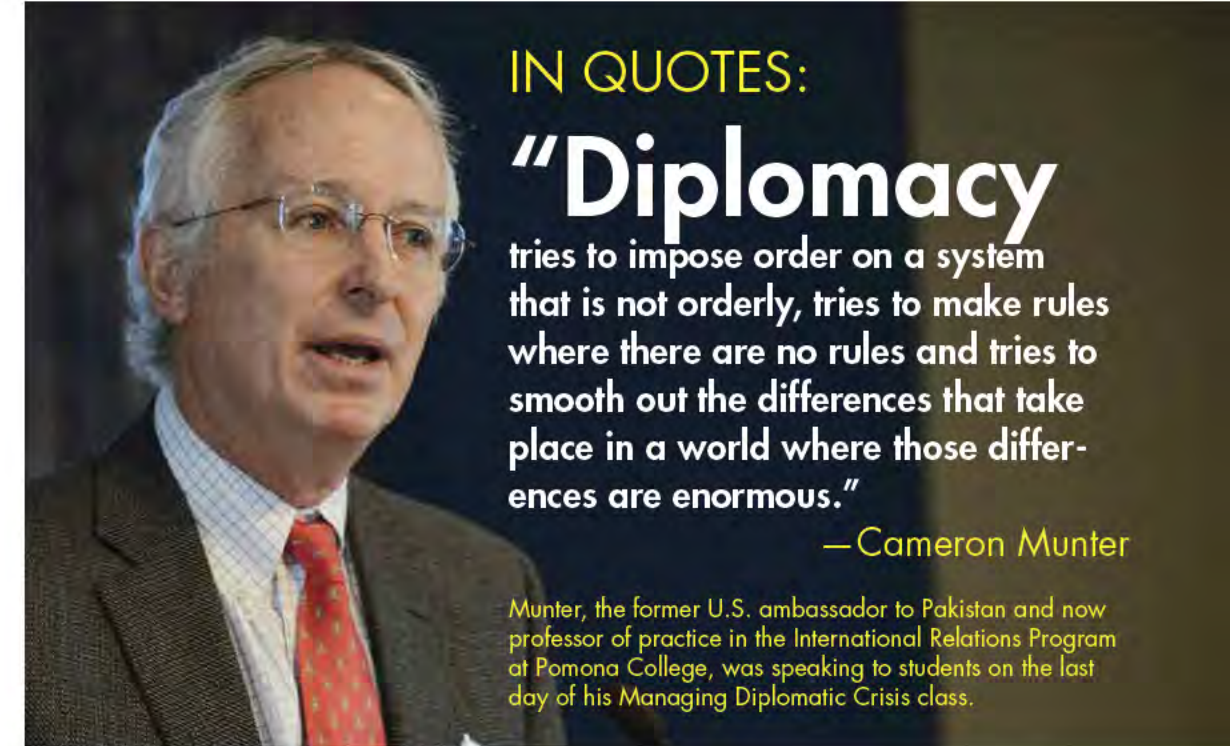 IN QUOTES:
“Diplomacy
tries to impose order on a system
that is not orderly, tries to make rules
where there are no rules and tries to
smooth out the differences that take
place in a world where those differ-
ences are enormous.”
—Cameron Munter
Munter, the former U.S. ambassador to Pakistan and now
professor of practice in the International Relations Program
at Pomona College, was speaking to students on the last
day of his Managing Diplomatic Crisis class.